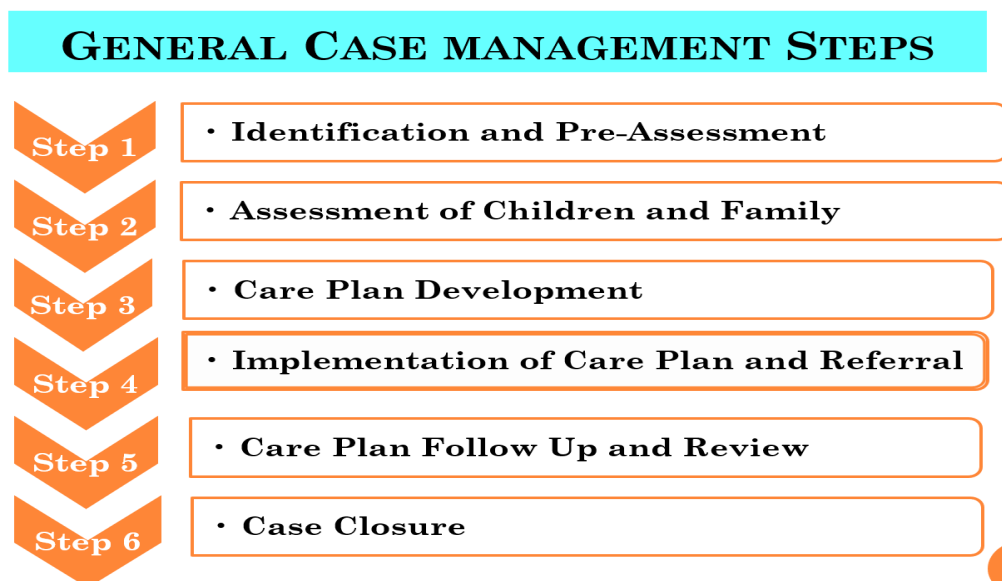 General Case management Steps
Step 1
· Identification and Pre-Assessment
Step 2
· Assessment of Children and Family
Step 3
· Care Plan Development
Step 4
· Implementation of Care Plan and Referral
Step 5
· Care Plan Follow Up and Review
Step 6
· Case Closure